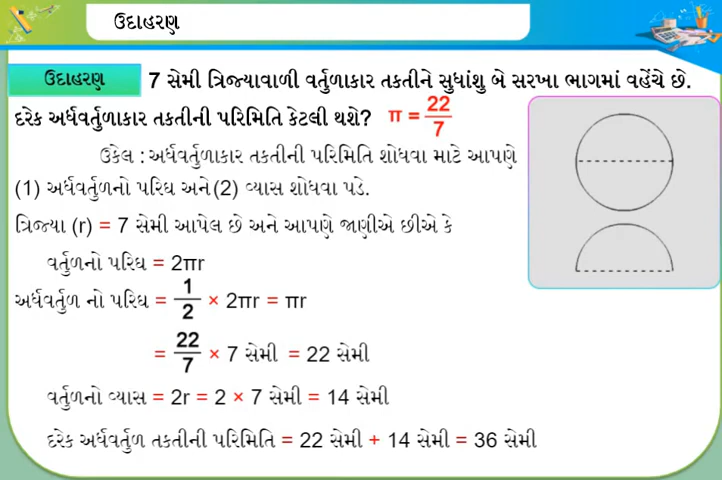 ઉદાહરણ
ઉદાહરણ 7 સેમી ત્રિજ્યાવાળી વર્તુળાકાર તકતીને સુધાંશુ બે સરખા ભાગમાં વહેંચે છે.
દરેક અર્ધવર્તુળાકાર તકતીની પરિમિતિ કેટલી થશે? π = 22/7
ઉકેલ : અર્ધવર્તુળાકાર તકતીની પરિમિતિ શોધવા માટે આપણે
(1) અર્ધવર્તુળનો પરિઘ અને (2) વ્યાસ શોધવા પડે.
ત્રિજ્યા (r) = 7 સેમી આપેલ છે અને આપણે જાણીએ છીએ કે
વર્તુળનો પરિઘ = 2πr
અર્ધવર્તુળ નો પરિઘ = 1/2 × 2πr = πr
= 22/7 × 7 સેમી = 22 સેમી
વર્તુળનો વ્યાસ = 2r = 2 × 7 સેમી = 14 સેમી
દરેક અર્ધવર્તુળ તકતીની પરિમિતિ = 22 સેમી + 14 સેમી = 36 સેમી